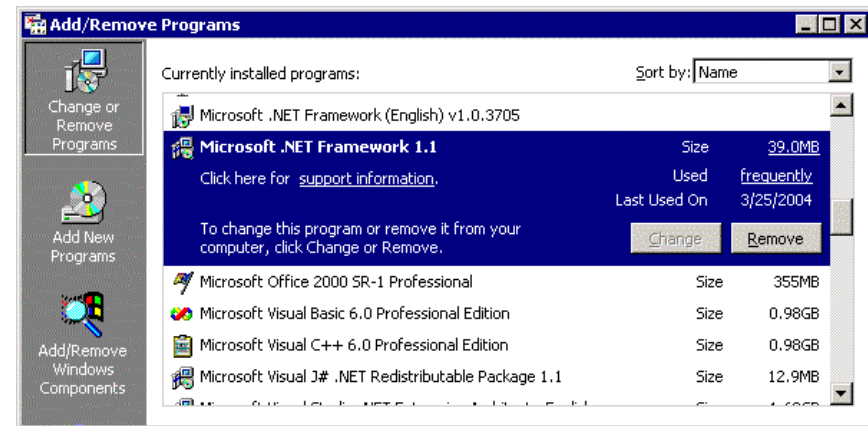 Add/Remove Programs
Change or
Remove
Programs
Add New
Programs
Add/Remove
Windows
Components
Currently installed programs: Sort by: Name
Microsoft .NET Framework (English) v1.0.3705
Microsoft .NET Framework 1.1 Size 39.0MB
Click here for support information. Used frequently
Last Used On 3/25/2004
To change this program or remove it from your
computer, click Change or Remove. Change Remove
Microsoft Office 2000 SR-1 Professional Size 355MB
Microsoft Visual Basic 6.0 Professional Edition Size 0.98GB
Microsoft Visual C++ 6.0 Professional Edition Size 0.98GB
Microsoft Visual J# .NET Redistributable Package 1.1 Size 12.9MB